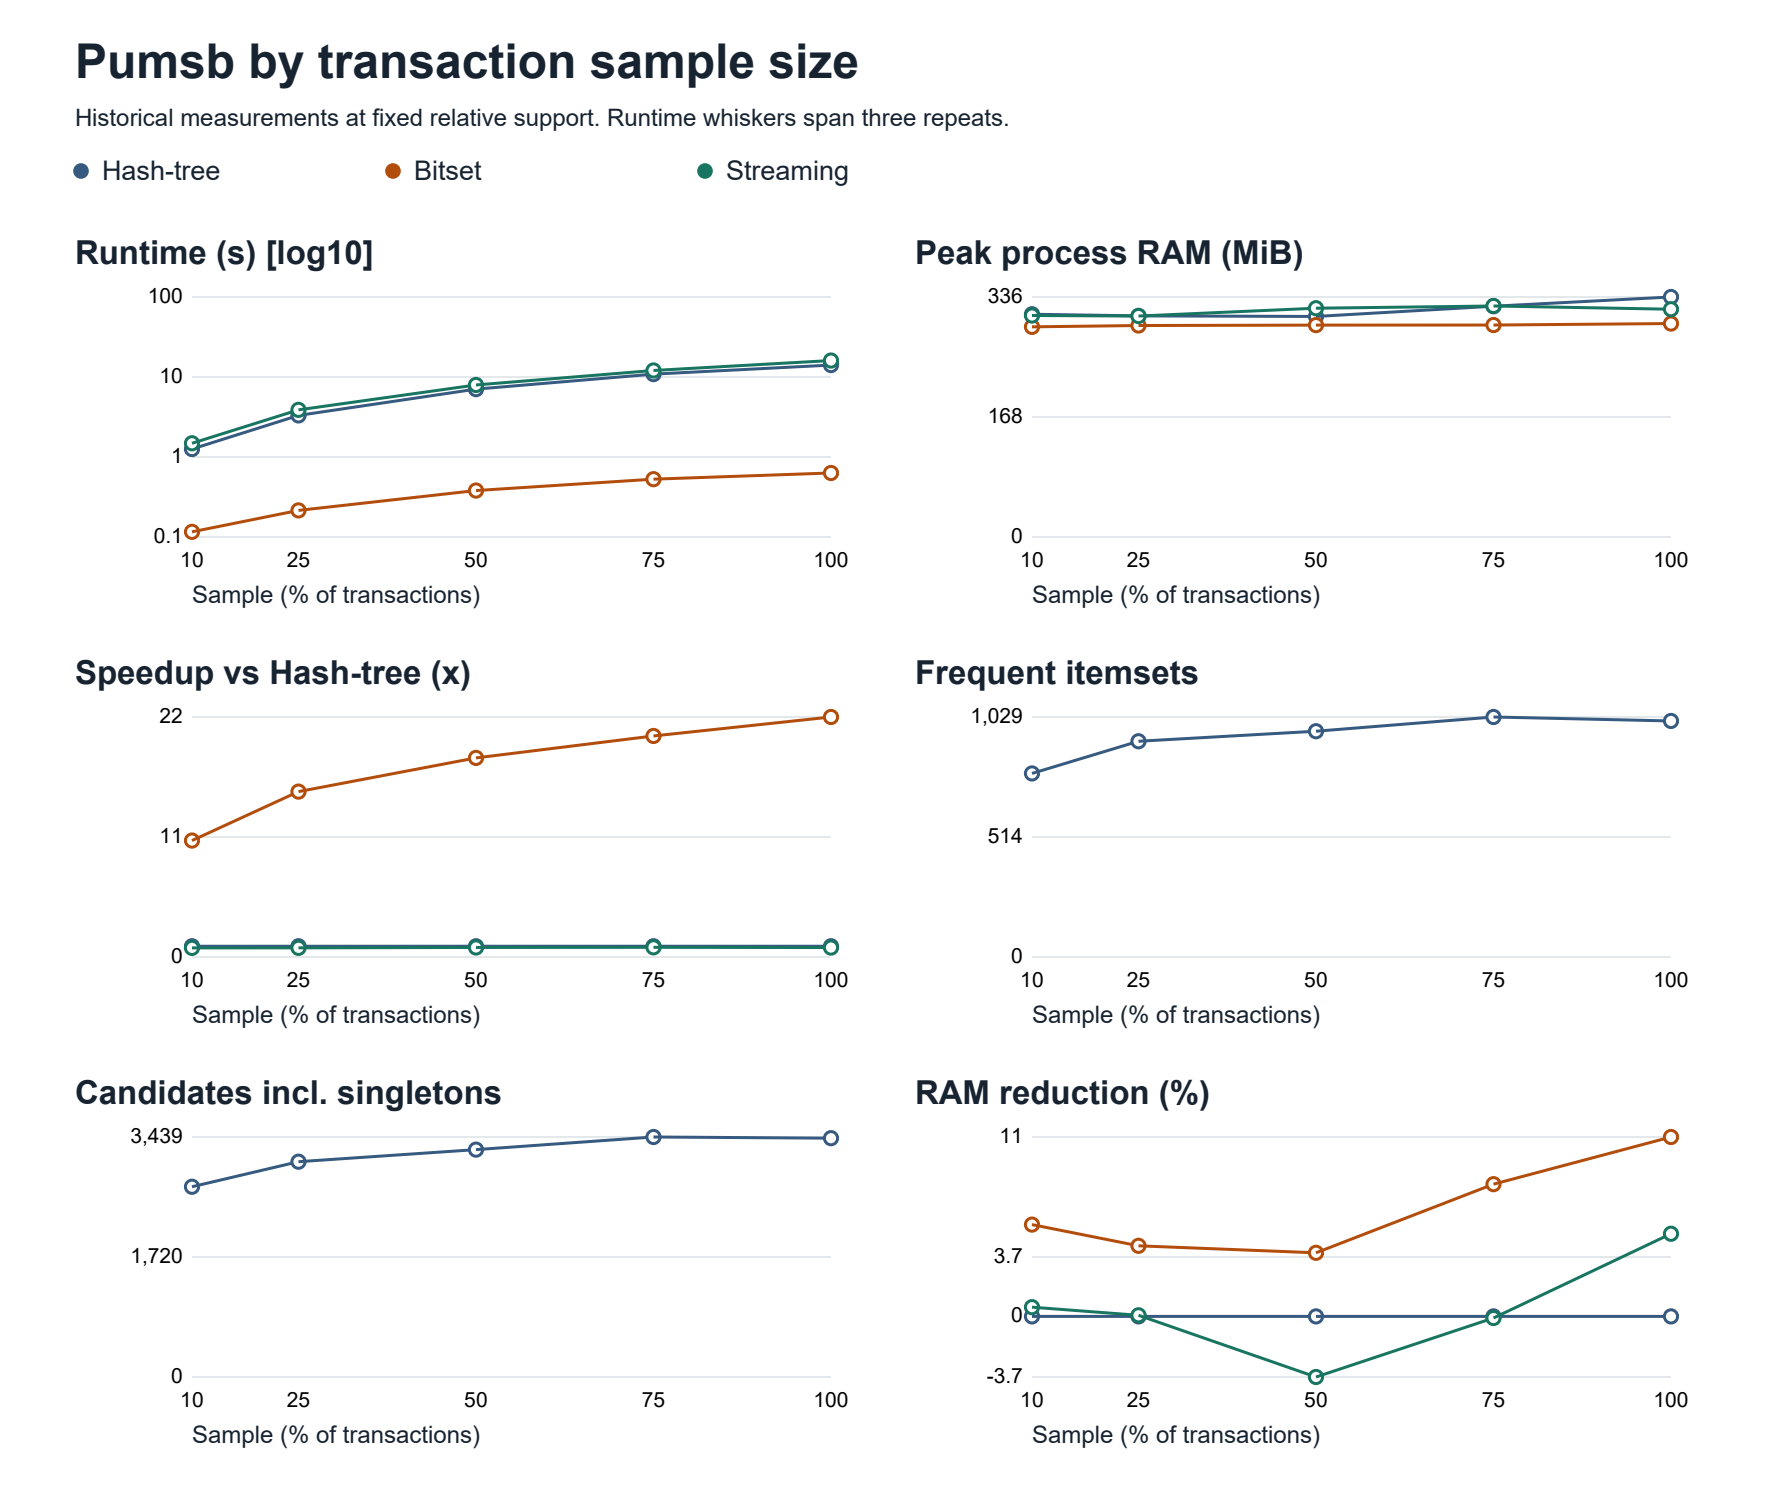 Pumsb by transaction sample size
Historical measurements at fixed relative support. Runtime whiskers span three repeats.
Hash-tree Bitset Streaming
Runtime (s) [log10]
100
10
1
0.1
10 25 50 75 100
Sample (% of transactions)
Peak process RAM (MiB)
336
168
0
10 25 50 75 100
Sample (% of transactions)
Speedup vs Hash-tree (x)
22
11
0
10 25 50 75 100
Sample (% of transactions)
Frequent itemsets
1,029
514
0
10 25 50 75 100
Sample (% of transactions)
Candidates incl. singletons
3,439
1,720
0
10 25 50 75 100
Sample (% of transactions)
RAM reduction (%)
11
3.7
0
-3.7
10 25 50 75 100
Sample (% of transactions)